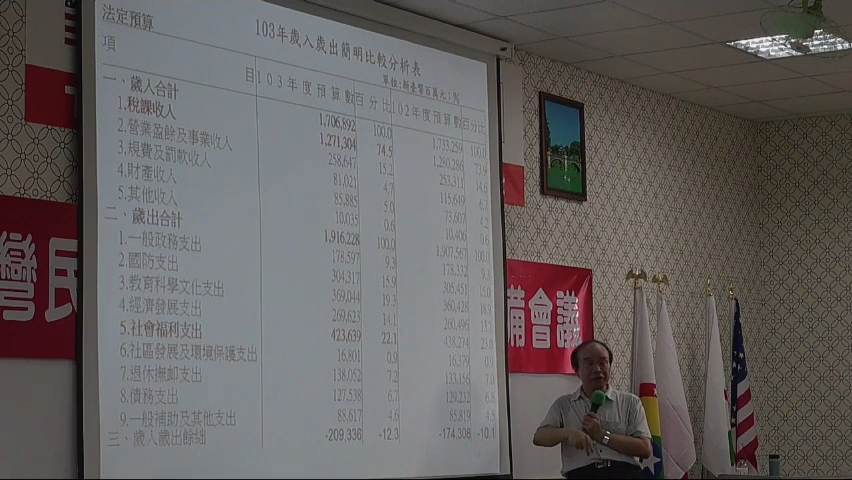 法定預算
103年歲入歲出簡明比較分析表
單位:新臺幣百萬元;%
項 目 103年度預算數 百分比 102年度預算數 百分比
一、歲入合計 1,706,892 100.0 1,733,259 100.0
1.稅課收入 1,271,304 74.5 1,280,286 73.9
2.營業盈餘及事業收入 258,647 15.2 253,311 14.6
3.規費及罰款收入 81,021 4.7 115,649 6.7
4.財產收入 85,885 5.0 73,607 4.2
5.其他收入 10,035 0.6 10,406 0.6
二、歲出合計 1,916,228 100.0 1,907,567 100.0
1.一般政務支出 178,597 9.3 178,332 9.3
2.國防支出 304,317 15.9 305,451 16.0
3.教育科學文化支出 369,044 19.3 360,428 18.9
4.經濟發展支出 269,623 14.1 260,496 13.7
5.社會福利支出 423,639 22.1 438,274 23.0
6.社區發展及環境保護支出 16,801 0.9 16,379
7.退休撫卹支出 138,052 7.2 133,156 7.0
8.債務支出 127,538 6.7 129,232 6.8
9.一般補助及其他支出 88,617 4.6 85,819 4.5
三、歲入歲出餘絀 -209,336 -12.3 -174,308 -10.1
灣民
備會議